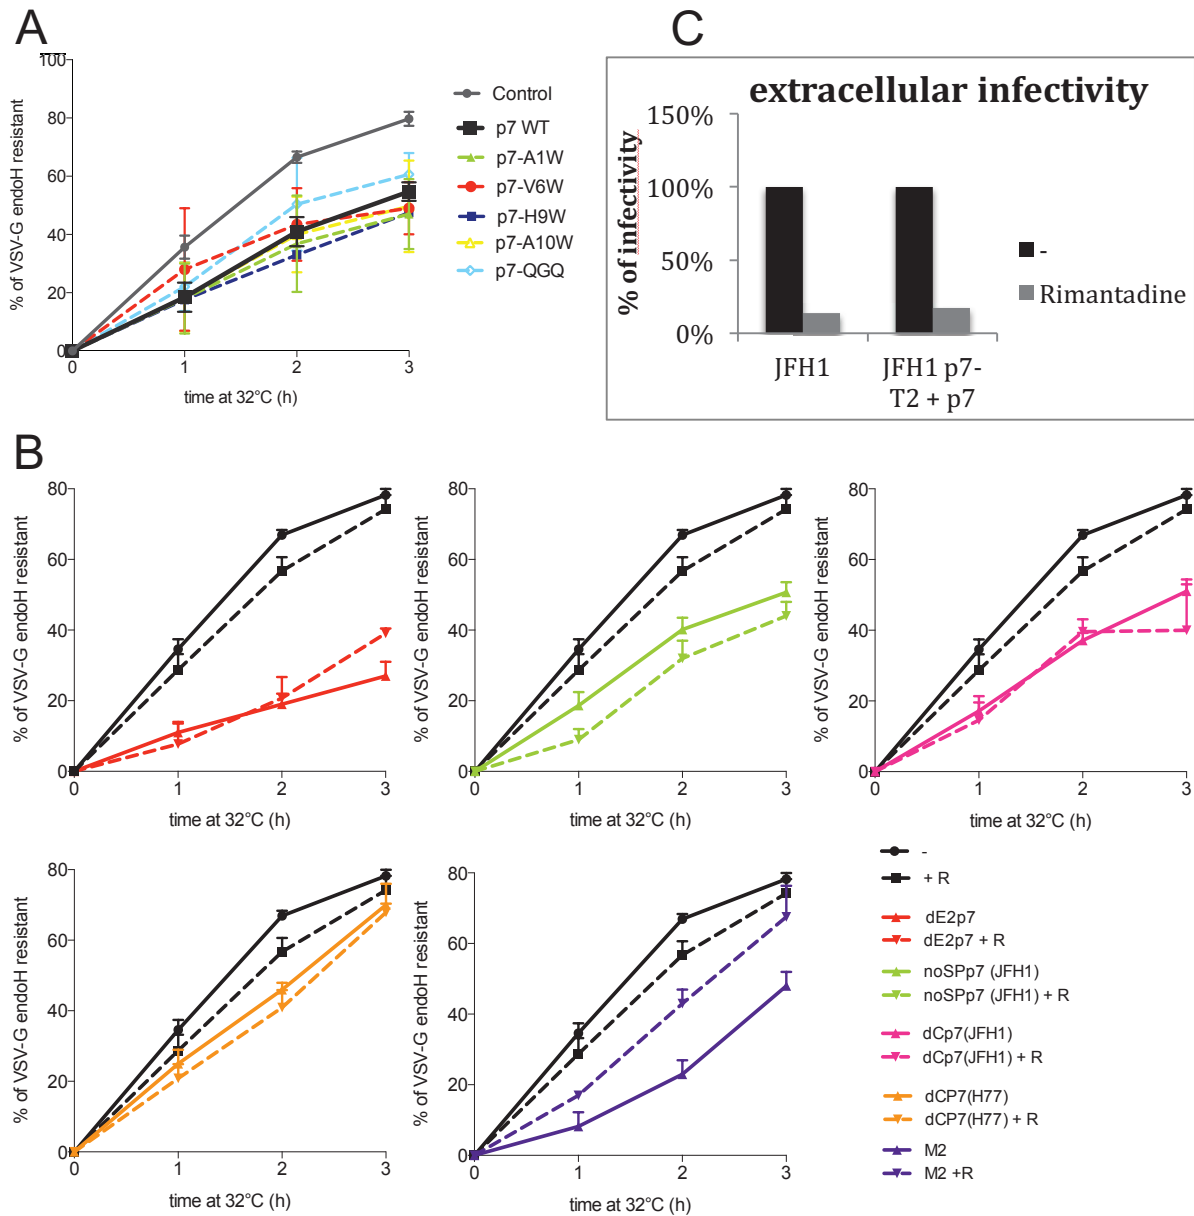 A
100
80
60
40
20
0
% of VSV-G endoH resistant
0 1 2 3
time at 32°C (h)
Control
p7 WT
p7-A1W
p7-V6W
p7-H9W
p7-A10W
p7-QGQ
C
extracellular infectivity
150%
100%
50%
0%
% of infectivity
JFH1
JFH1 p7-
T2 + p7
-
Rimantadine
B
80
60
40
20
0
% of VSV-G endoH resistant
0 1 2 3
time at 32°C (h)
80
60
40
20
0
% of VSV-G endoH resistant
0 1 2 3
time at 32°C (h)
80
60
40
20
0
% of VSV-G endoH resistant
0 1 2 3
time at 32°C (h)
80
60
40
20
0
% of VSV-G endoH resistant
0 1 2 3
time at 32°C (h)
80
60
40
20
0
% of VSV-G endoH resistant
0 1 2 3
time at 32°C (h)
-
+ R
dE2p7
dE2p7 + R
noSPp7 (JFH1)
noSPp7 (JFH1) + R
dCp7(JFH1)
dCp7(JFH1) + R
dCP7(H77)
dCP7(H77) + R
M2
M2 +R